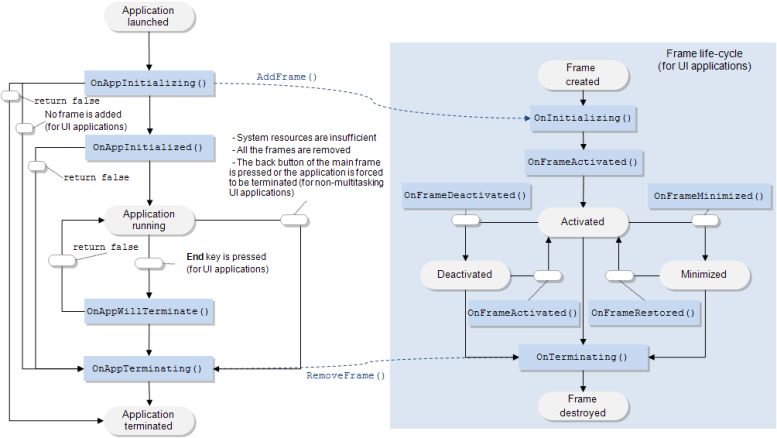 Application
launched
OnAppInitializing()
AddFrame()
return false
No frame is added
(for UI applications)
OnAppInitialized()
return false
- System resources are insufficient
- All the frames are removed
- The back button of the main frame
is pressed or the application is forced
to be terminated (for non-multitasking
UI applications)
Application
running
return false
End key is pressed
(for UI applications)
OnAppWillTerminate()
OnAppTerminating()
RemoveFrame()
Application
terminated
Frame life-cycle
(for UI applications)
Frame
created
OnInitializing()
OnFrameActivated()
OnFrameDeactivated()
OnFrameMinimized()
Activated
Deactivated
Minimized
OnFrameActivated()
OnFrameRestored()
OnTerminating()
Frame
destroyed